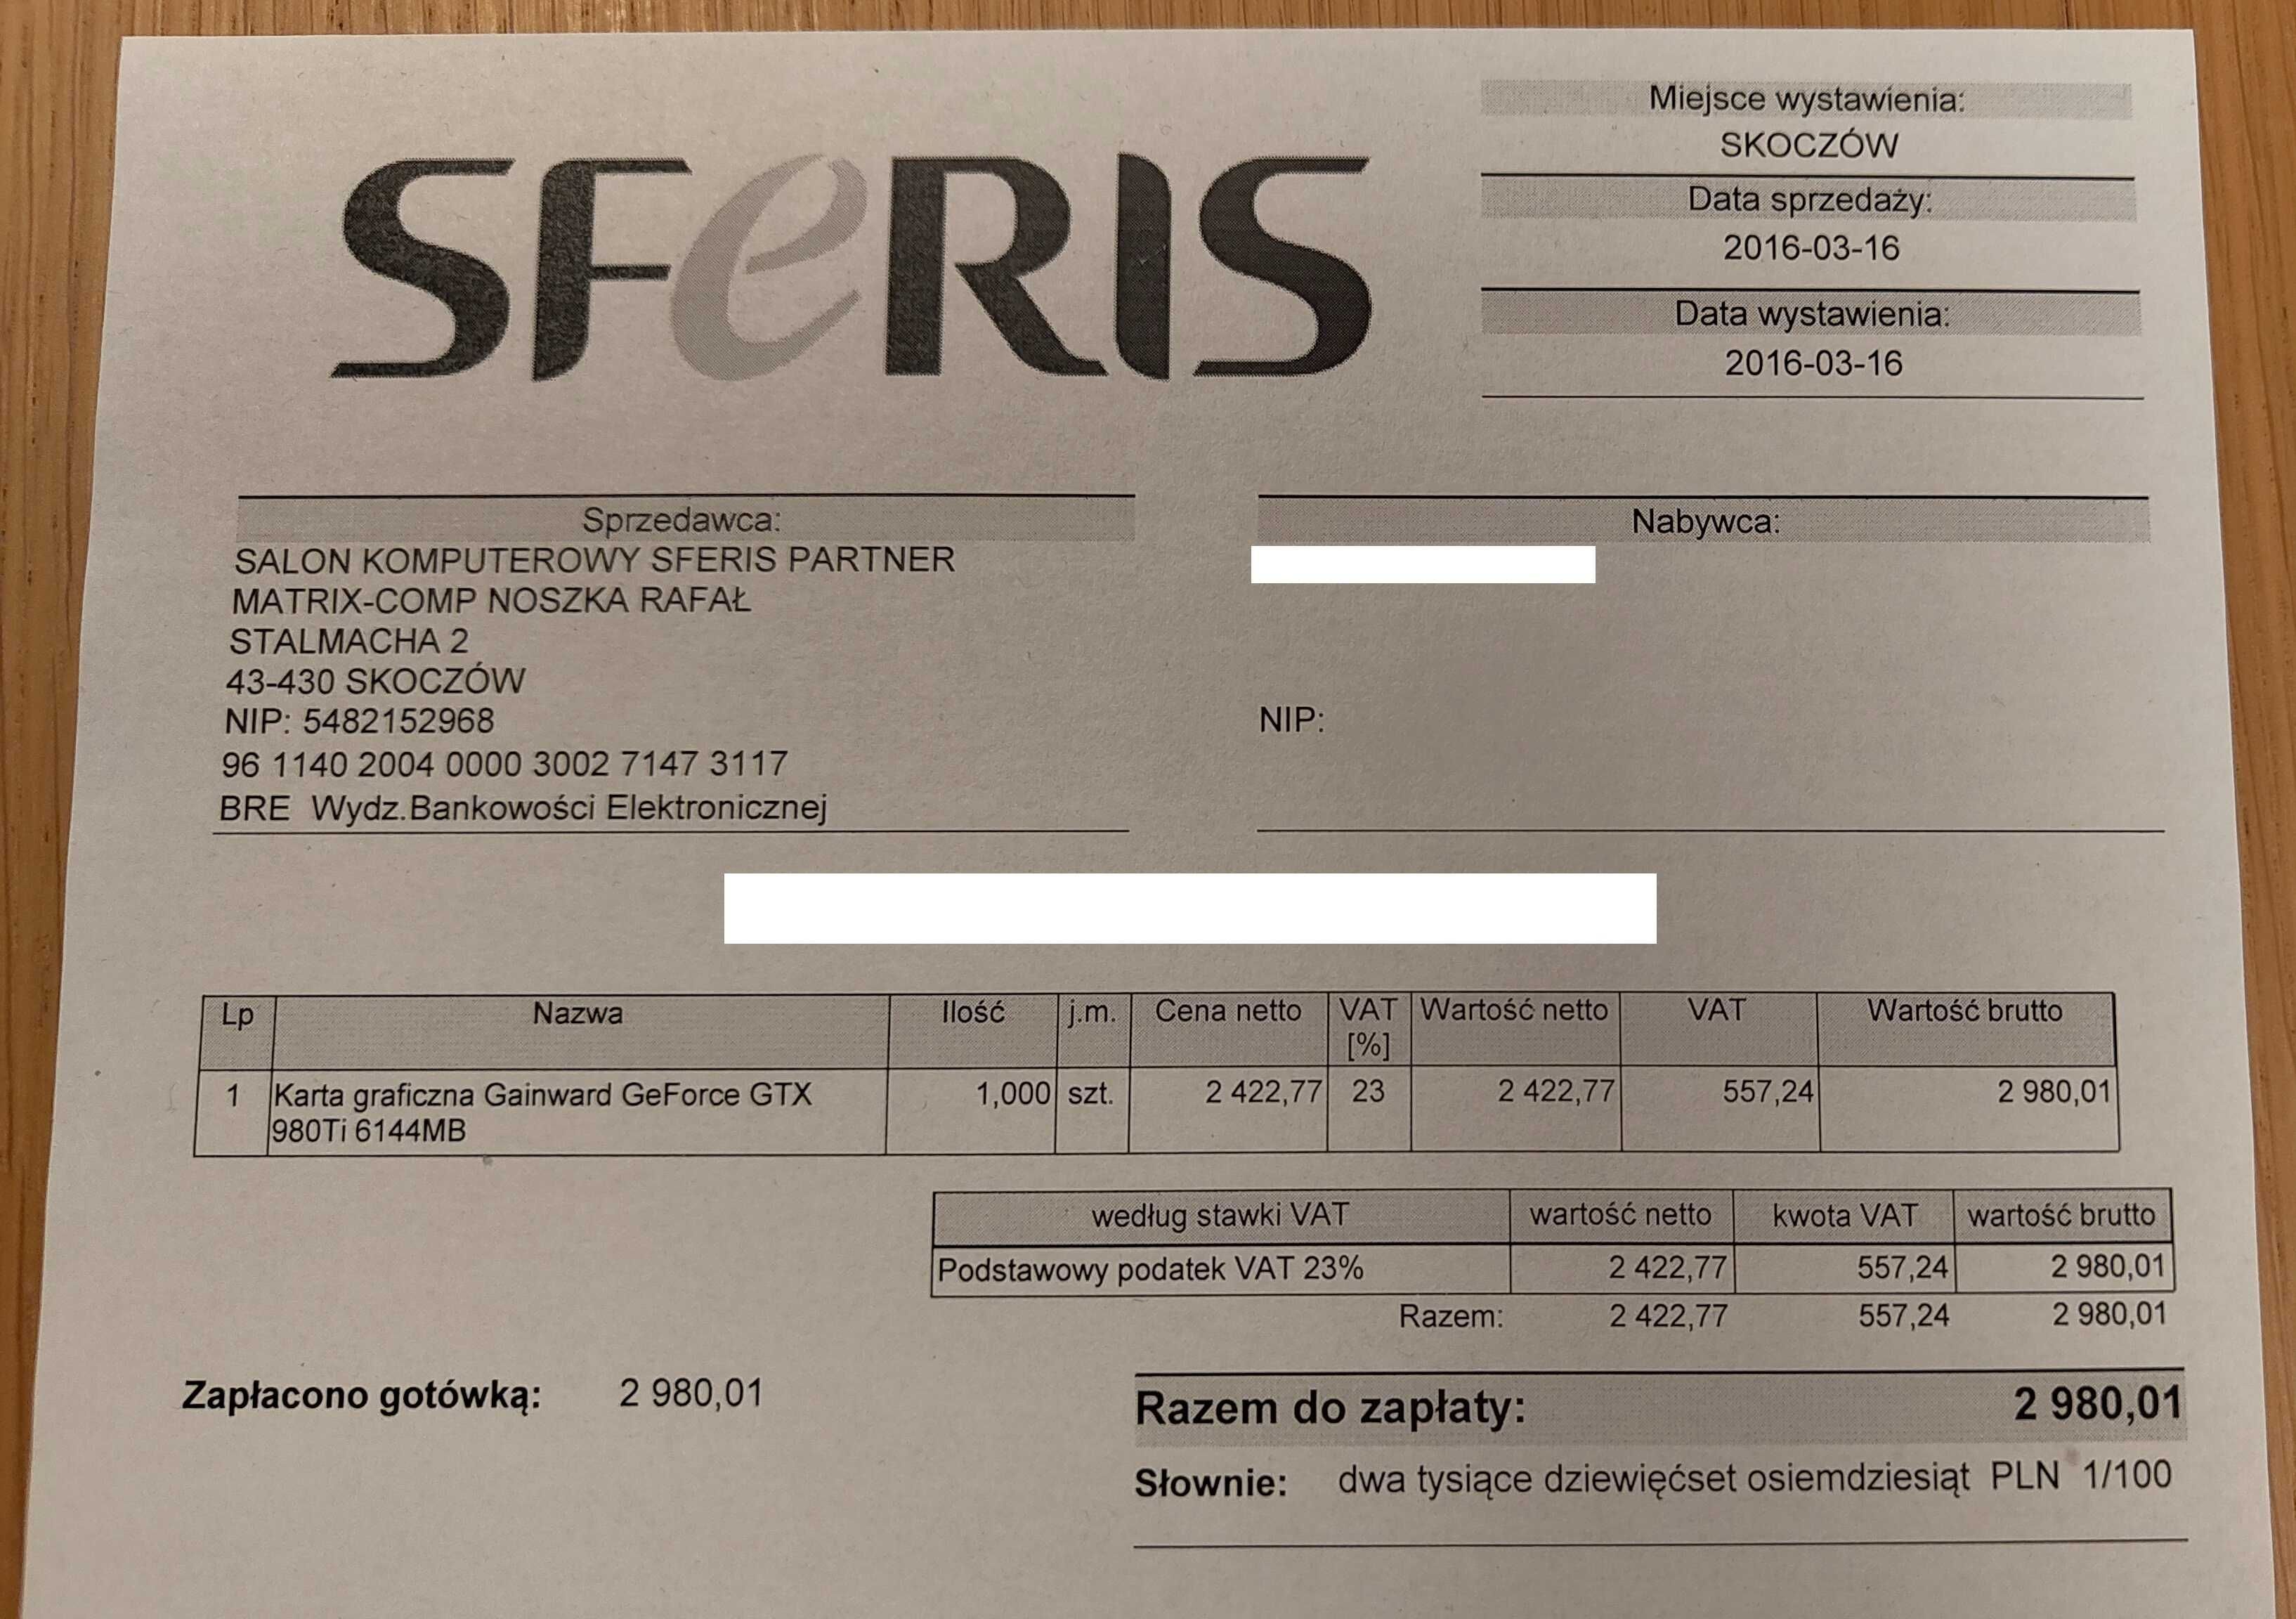 SFeRIS
Miejsce wystawienia:
SKOCZÓW
Data sprzedaży:
2016-03-16
Data wystawienia:
2016-03-16
Sprzedawca:
SALON KOMPUTEROWY SFERIS PARTNER
MATRIX-COMP NOSZKA RAFAŁ
STALMACHA 2
43-430 SKOCZÓW
NIP: 5482152968
96 1140 2004 0000 3002 7147 3117
BRE Wydz.Bankowości Elektronicznej
Nabywca:
NIP:
Lp Nazwa Ilość j.m. Cena netto VAT [%] Wartość netto VAT Wartość brutto
1 Karta graficzna Gainward GeForce GTX 1,000 szt. 2 422,77 23 2 422,77 557,24 2 980,01
980Ti 6144MB
według stawki VAT wartość netto kwota VAT wartość brutto
Podstawowy podatek VAT 23% 2 422,77 557,24 2 980,01
Razem: 2 422,77 557,24 2 980,01
Zapłacono gotówką: 2 980,01
Razem do zapłaty: 2 980,01
Słownie: dwa tysiące dziewięćset osiemdziesiąt PLN 1/100